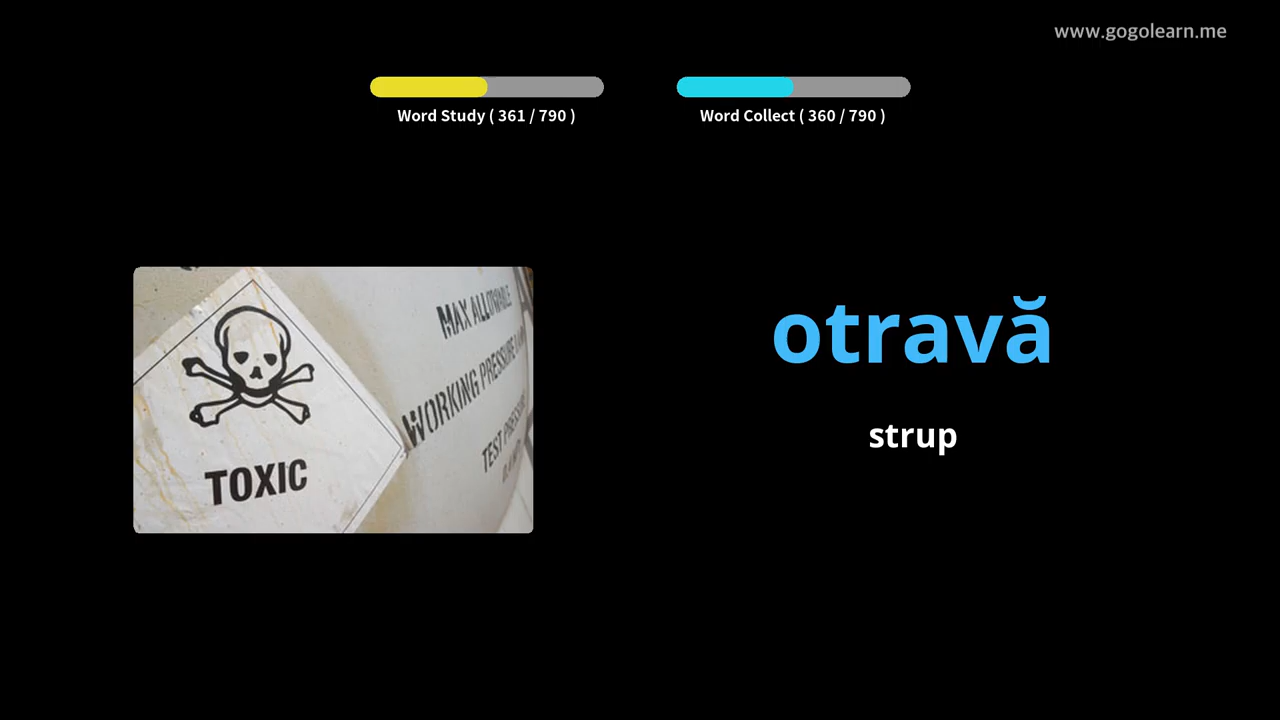 www.gogolearn.me
Word Study ( 361 / 790 )
Word Collect ( 360 / 790 )
MAX ALLOWABLE
WORKING PRESSURE
TEST PRESSURE
TOXIC
otravă
strup